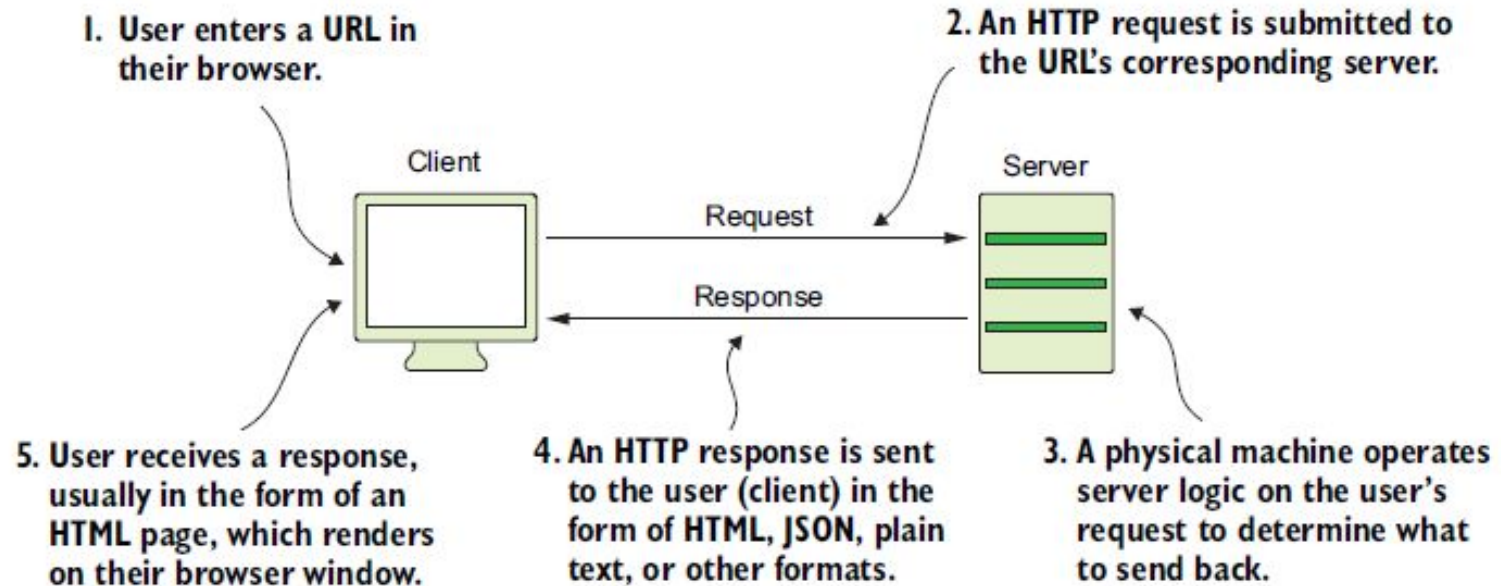 1. User enters a URL in
their browser.
2. An HTTP request is submitted to
the URL's corresponding server.
Client
Server
Request
Response
5. User receives a response,
usually in the form of an
HTML page, which renders
on their browser window.
4. An HTTP response is sent
to the user (client) in the
form of HTML, JSON, plain
text, or other formats.
3. A physical machine operates
server logic on the user's
request to determine what
to send back.